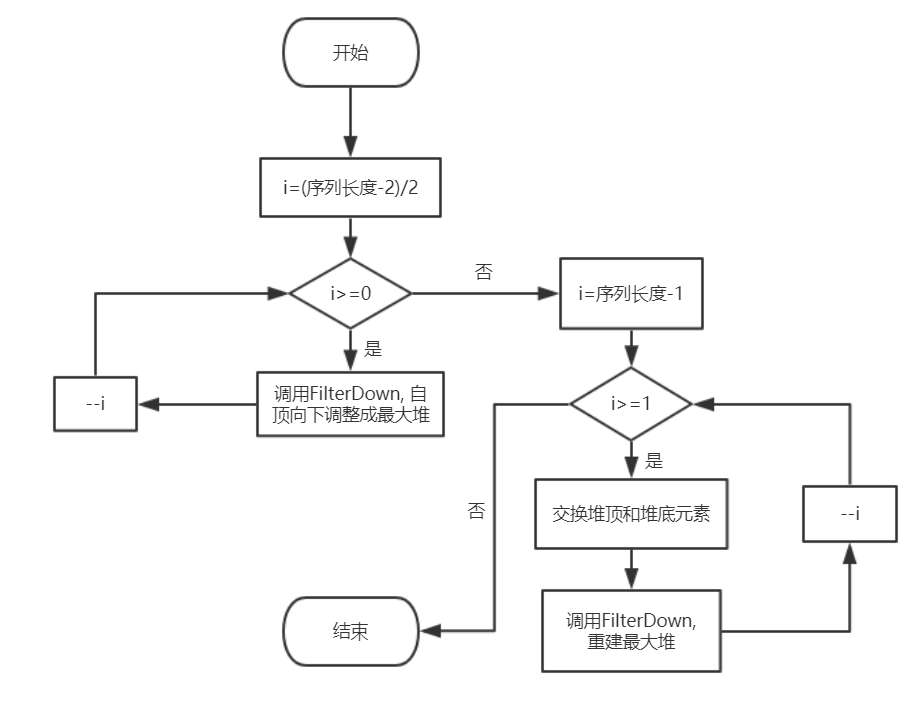 开始
i=(序列长度-2)/2
i>=0
否
i=序列长度-1
是
调用FilterDown, 自
顶向下调整成最大堆
--i
i>=1
是
否
交换堆顶和堆底元素
--i
调用FilterDown,
重建最大堆
结束